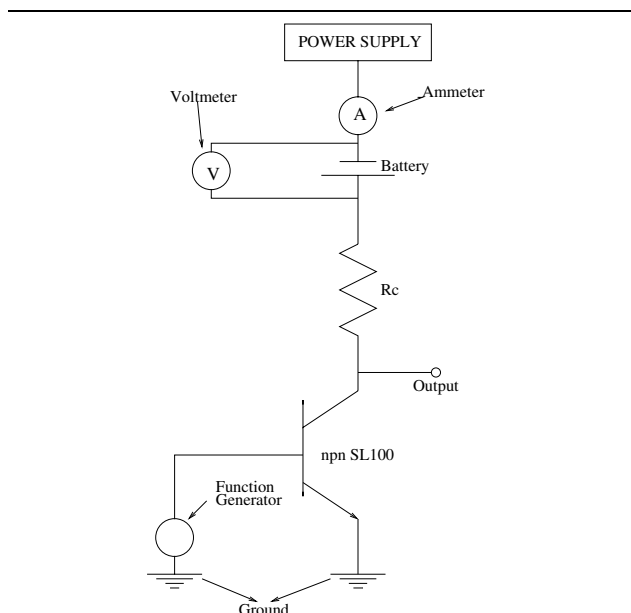 POWER SUPPLY
Voltmeter
Ammeter
A
V
Battery
Rc
Output
npn SL100
Function
Generator
Ground